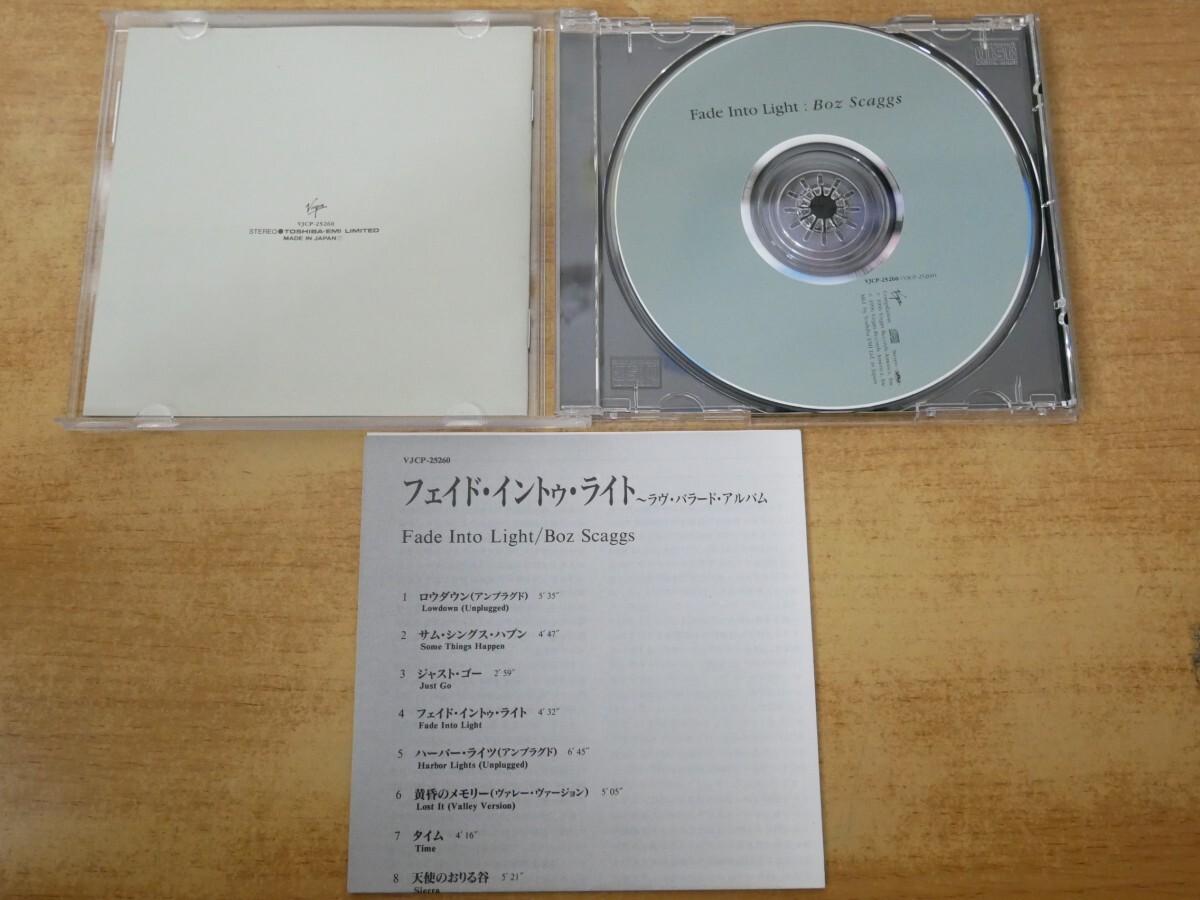 Virgin
VJCP-25260
STEREO●TOSHIBA-EMI LIMITED
MADE IN JAPAN
Fade Into Light : Boz Scaggs
VJCP-25260
Virgin
VJCP-25260
フェイド・イントゥ・ライト〜ラヴ・バラード・アルバム
Fade Into Light/Boz Scaggs
1 ロウダウン(アンプラグド) 5'35"
Lowdown (Unplugged)
2 サム・シングス・ハプン 4'47"
Some Things Happen
3 ジャスト・ゴー 2'59"
Just Go
4 フェイド・イントゥ・ライト 4'32"
Fade Into Light
5 ハーバー・ライツ(アンプラグド) 6'45"
Harbor Lights (Unplugged)
6 黄昏のメモリー(ヴァレー・ヴァージョン) 5'05"
Lost It (Valley Version)
7 タイム 4'16"
Time
8 天使のおりる谷 5'21"
Sierra